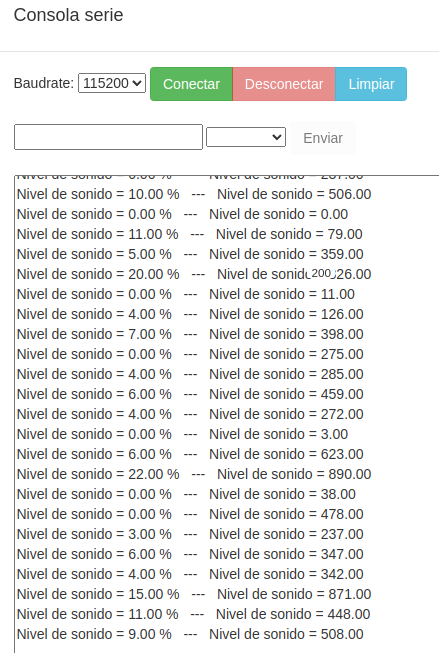 Consola serie
Baudrate: 115200 Conectar Desconectar Limpiar
Enviar
Nivel de sonido = 10.00 % --- Nivel de sonido = 506.00
Nivel de sonido = 0.00 % --- Nivel de sonido = 0.00
Nivel de sonido = 11.00 % --- Nivel de sonido = 79.00
Nivel de sonido = 5.00 % --- Nivel de sonido = 359.00
Nivel de sonido = 20.00 % --- Nivel de 200
Nivel de sonido = 0.00 % --- Nivel de sonido = 11.00
Nivel de sonido = 4.00 % --- Nivel de sonido = 126.00
Nivel de sonido = 7.00 % --- Nivel de sonido = 398.00
Nivel de sonido = 0.00 % --- Nivel de sonido = 275.00
Nivel de sonido = 4.00 % --- Nivel de sonido = 285.00
Nivel de sonido = 6.00 % --- Nivel de sonido = 459.00
Nivel de sonido = 4.00 % --- Nivel de sonido = 272.00
Nivel de sonido = 0.00 % --- Nivel de sonido = 3.00
Nivel de sonido = 6.00 % --- Nivel de sonido = 623.00
Nivel de sonido = 22.00 % --- Nivel de sonido = 890.00
Nivel de sonido = 0.00 % --- Nivel de sonido = 38.00
Nivel de sonido = 0.00 % --- Nivel de sonido = 478.00
Nivel de sonido = 3.00 % --- Nivel de sonido = 237.00
Nivel de sonido = 6.00 % --- Nivel de sonido = 347.00
Nivel de sonido = 4.00 % --- Nivel de sonido = 342.00
Nivel de sonido = 15.00 % --- Nivel de sonido = 871.00
Nivel de sonido = 11.00 % --- Nivel de sonido = 448.00
Nivel de sonido = 9.00 % --- Nivel de sonido = 508.00